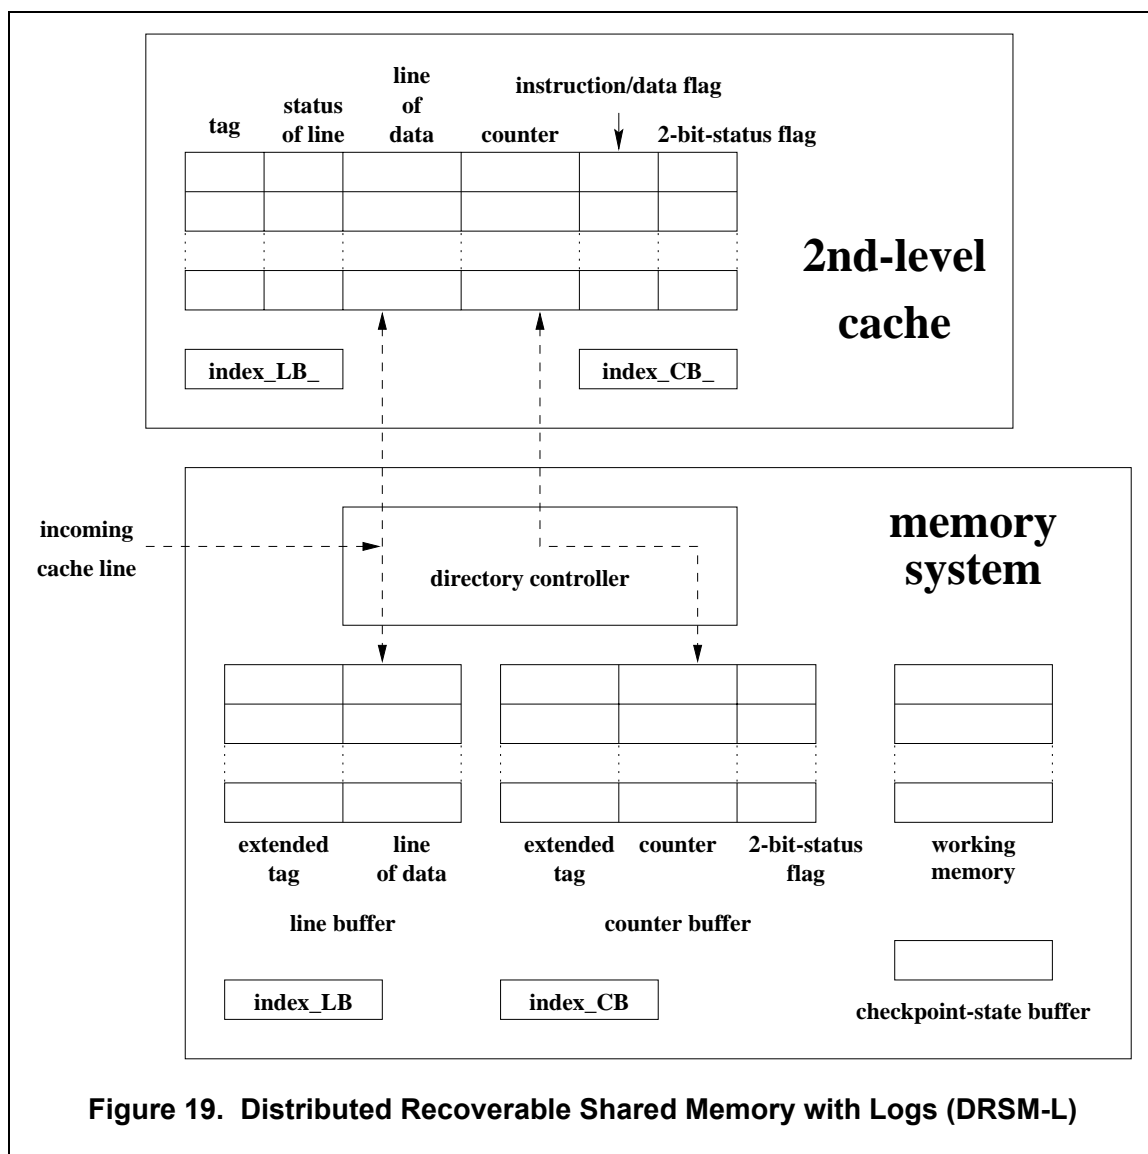 line
of
data
instruction/data flag
status
of line
tag
counter
2-bit-status flag
2nd-level
cache
index_LB_
index_CB_
memory
system
incoming
cache line
directory controller
extended
tag
line
of data
extended
tag
counter
2-bit-status
flag
working
memory
line buffer
counter buffer
index_LB
index_CB
checkpoint-state buffer
Figure 19. Distributed Recoverable Shared Memory with Logs (DRSM-L)